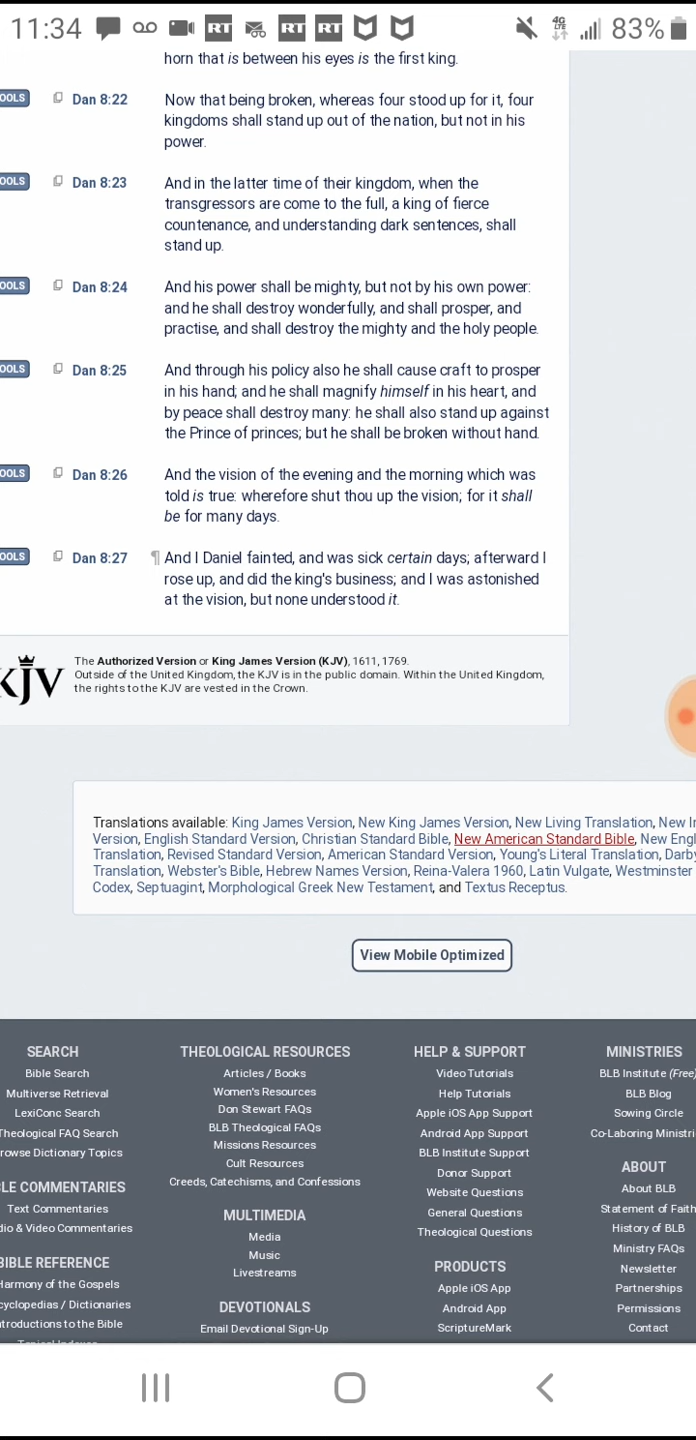 11:34 RT RT RT 4G LTE 83%
horn that is between his eyes is the first king.
OOLS Dan 8:22 Now that being broken, whereas four stood up for it, four
kingdoms shall stand up out of the nation, but not in his
power.
OOLS Dan 8:23 And in the latter time of their kingdom, when the
transgressors are come to the full, a king of fierce
countenance, and understanding dark sentences, shall
stand up.
OOLS Dan 8:24 And his power shall be mighty, but not by his own power:
and he shall destroy wonderfully, and shall prosper, and
practise, and shall destroy the mighty and the holy people.
OOLS Dan 8:25 And through his policy also he shall cause craft to prosper
in his hand; and he shall magnify himself in his heart, and
by peace shall destroy many: he shall also stand up against
the Prince of princes; but he shall be broken without hand.
OOLS Dan 8:26 And the vision of the evening and the morning which was
told is true: wherefore shut thou up the vision; for it shall
be for many days.
OOLS Dan 8:27 ¶ And I Daniel fainted, and was sick certain days; afterward I
rose up, and did the king's business; and I was astonished
at the vision, but none understood it.
KJV
The Authorized Version or King James Version (KJV), 1611, 1769.
Outside of the United Kingdom, the KJV is in the public domain. Within the United Kingdom,
the rights to the KJV are vested in the Crown.
Translations available: King James Version, New King James Version, New Living Translation, New In
Version, English Standard Version, Christian Standard Bible, New American Standard Bible, New Engl
Translation, Revised Standard Version, American Standard Version, Young's Literal Translation, Darby
Translation, Webster's Bible, Hebrew Names Version, Reina-Valera 1960, Latin Vulgate, Westminster
Codex, Septuagint, Morphological Greek New Testament, and Textus Receptus.
View Mobile Optimized
SEARCH
Bible Search
Multiverse Retrieval
LexiConc Search
Theological FAQ Search
rowse Dictionary Topics
LE COMMENTARIES
Text Commentaries
dio & Video Commentaries
BIBLE REFERENCE
Harmony of the Gospels
cyclopedias / Dictionaries
ntroductions to the Bible
Topical Indexes
THEOLOGICAL RESOURCES
Articles / Books
Women's Resources
Don Stewart FAQs
BLB Theological FAQs
Missions Resources
Cult Resources
Creeds, Catechisms, and Confessions
MULTIMEDIA
Media
Music
Livestreams
DEVOTIONALS
Email Devotional Sign-Up
HELP & SUPPORT
Video Tutorials
Help Tutorials
Apple iOS App Support
Android App Support
BLB Institute Support
Donor Support
Website Questions
General Questions
Theological Questions
PRODUCTS
Apple iOS App
Android App
ScriptureMark
MINISTRIES
BLB Institute (Free)
BLB Blog
Sowing Circle
Co-Laboring Ministri
ABOUT
About BLB
Statement of Faith
History of BLB
Ministry FAQs
Newsletter
Partnerships
Permissions
Contact